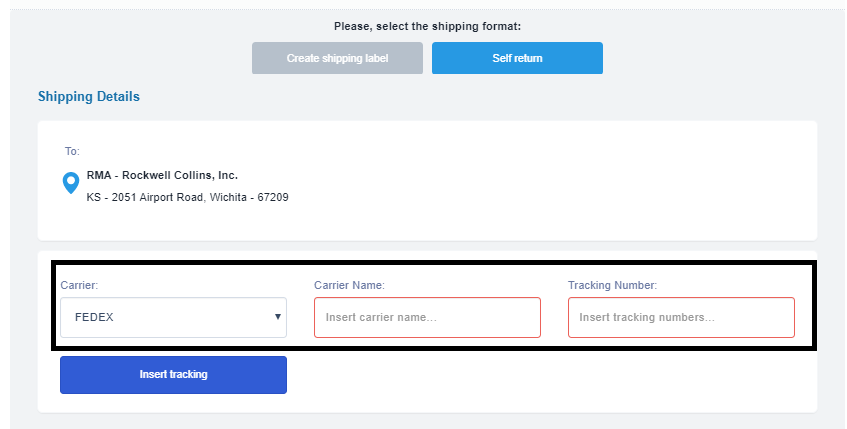 Please, select the shipping format:
Create shipping label
Self return
Shipping Details
To:
RMA - Rockwell Collins, Inc.
KS - 2051 Airport Road, Wichita - 67209
Carrier:
Carrier Name:
Tracking Number:
FEDEX
Insert carrier name...
Insert tracking numbers...
Insert tracking